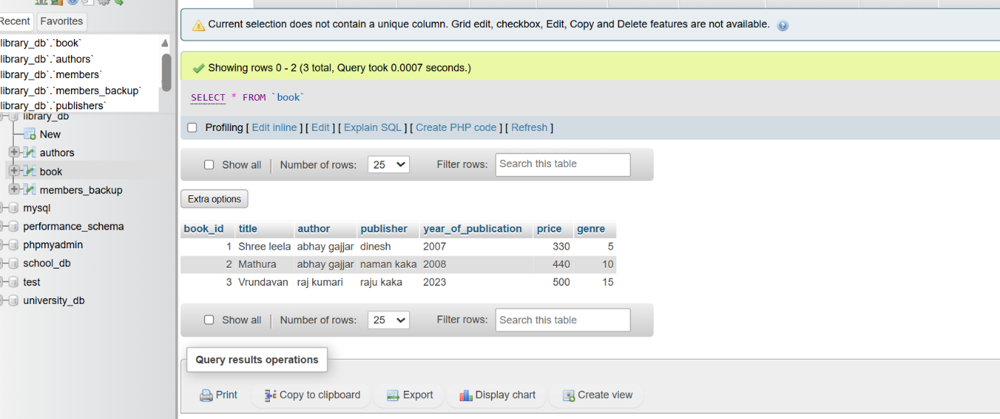 Recent Favorites
library_db`.`book`
library_db`.`authors`
library_db`.`members`
library_db`.`members_backup`
library_db`.`publishers`
library_db
New
authors
book
members_backup
mysql
performance_schema
phpmyadmin
school_db
test
university_db
Current selection does not contain a unique column. Grid edit, checkbox, Edit, Copy and Delete features are not available.
Showing rows 0 - 2 (3 total, Query took 0.0007 seconds.)
SELECT * FROM `book`
Profiling [ Edit inline ] [ Edit ] [ Explain SQL ] [ Create PHP code ] [ Refresh ]
Show all | Number of rows: 25 Filter rows: Search this table
Extra options
book_id title author publisher year_of_publication price genre
1 Shree leela abhay gajjar dinesh 2007 330 5
2 Mathura abhay gajjar naman kaka 2008 440 10
3 Vrundavan raj kumari raju kaka 2023 500 15
Show all | Number of rows: 25 Filter rows: Search this table
Query results operations
Print Copy to clipboard Export Display chart Create view